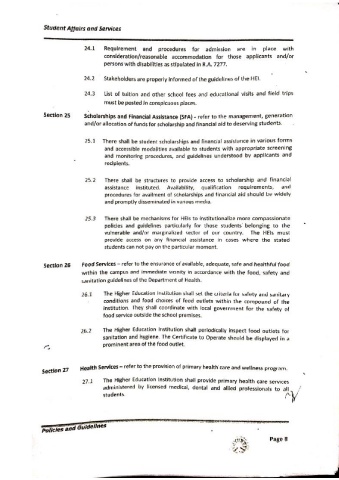 Student Affairs and Services
24.1 Requirement and procedures for admission are in place with
consideration/reasonable accommodation for those applicants and/or
persons with disabilities as stipulated in R.A. 7277.
24.2 Stakeholders are properly informed of the guidelines of the HEI.
24.3 List of tuition and other school fees and educational visits and field trips
must be posted in conspicuous places.
Section 25 Scholarships and Financial Assistance (SFA) - refer to the management, generation
and/or allocation of funds for scholarship and financial aid to deserving students.
25.1 There shall be student scholarships and financial assistance in various forms
and accessible modalities available to students with appropriate screening
and monitoring procedures, and guidelines understood by applicants and
recipients.
25.2 There shall be structures to provide access to scholarship and financial
assistance instituted. Availability, qualification requirements, and
procedures for availment of scholarships and financial aid should be widely
and promptly disseminated in various media.
25.3 There shall be mechanisms for HEIs to institutionalize more compassionate
policies and guidelines particularly for those students belonging to the
vulnerable and/or marginalized sector of our country. The HEIs must
provide access on any financial assistance in cases where the stated
students can not pay on the particular moment.
Section 26 Food Services – refer to the assurance of available, adequate, safe and healthful food
within the campus and immediate vicinity in accordance with the food, safety and
sanitation guidelines of the Department of Health.
26.1 The Higher Education Institution shall set the criteria for safety and sanitary
conditions and food choices of food outlets within the compound of the
institution. They shall coordinate with local government for the safety of
food service outside the school premises.
26.2 The Higher Education Institution shall periodically inspect food outlets for
sanitation and hygiene. The Certificate to Operate should be displayed in a
prominent area of the food outlet.
Section 27 Health Services – refer to the provision of primary health care and wellness program.
27.1 The Higher Education Institution shall provide primary health care services
administered by licensed medical, dental and allied professionals to all
students.
Policies and Guidelines
Page 8